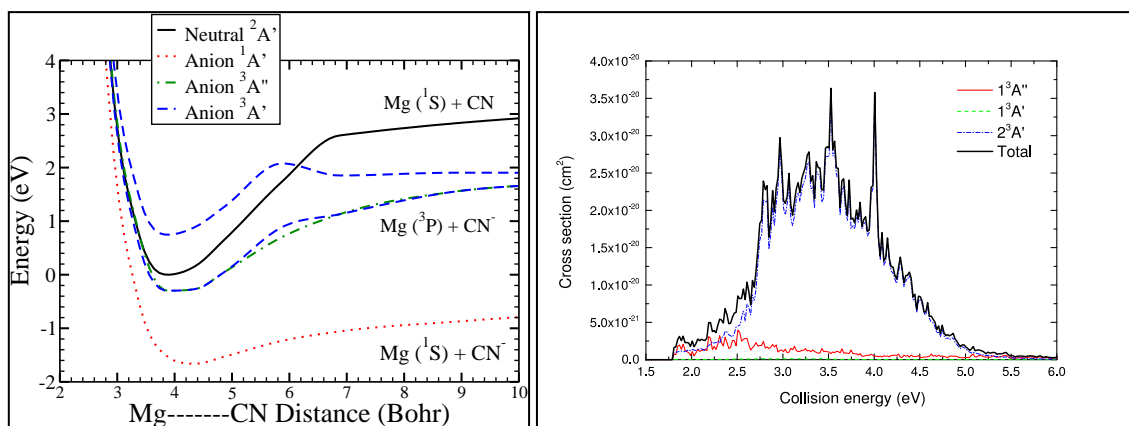 Neutral ²A'
Anion ¹A'
Anion ³A''
Anion ³A'
Mg (¹S) + CN
Mg (³P) + CN⁻
Mg (¹S) + CN⁻
Energy (eV)
4
3
2
1
0
-1
-2
2 3 4 5 6 7 8 9 10
Mg-------CN Distance (Bohr)
1³A''
1³A'
2³A'
Total
Cross section (cm²)
4.0x10⁻²⁰
3.5x10⁻²⁰
3.0x10⁻²⁰
2.5x10⁻²⁰
2.0x10⁻²⁰
1.5x10⁻²⁰
1.0x10⁻²⁰
5.0x10⁻²¹
0.0
1.5 2.0 2.5 3.0 3.5 4.0 4.5 5.0 5.5 6.0
Collision energy (eV)